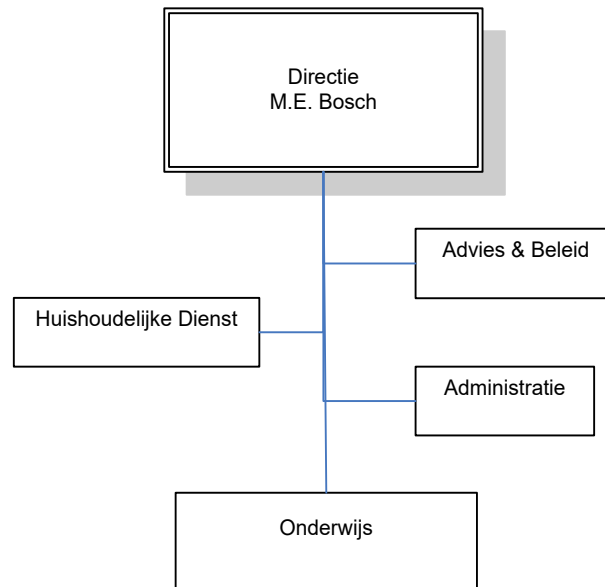 Directie
M.E. Bosch
Advies & Beleid
Huishoudelijke Dienst
Administratie
Onderwijs